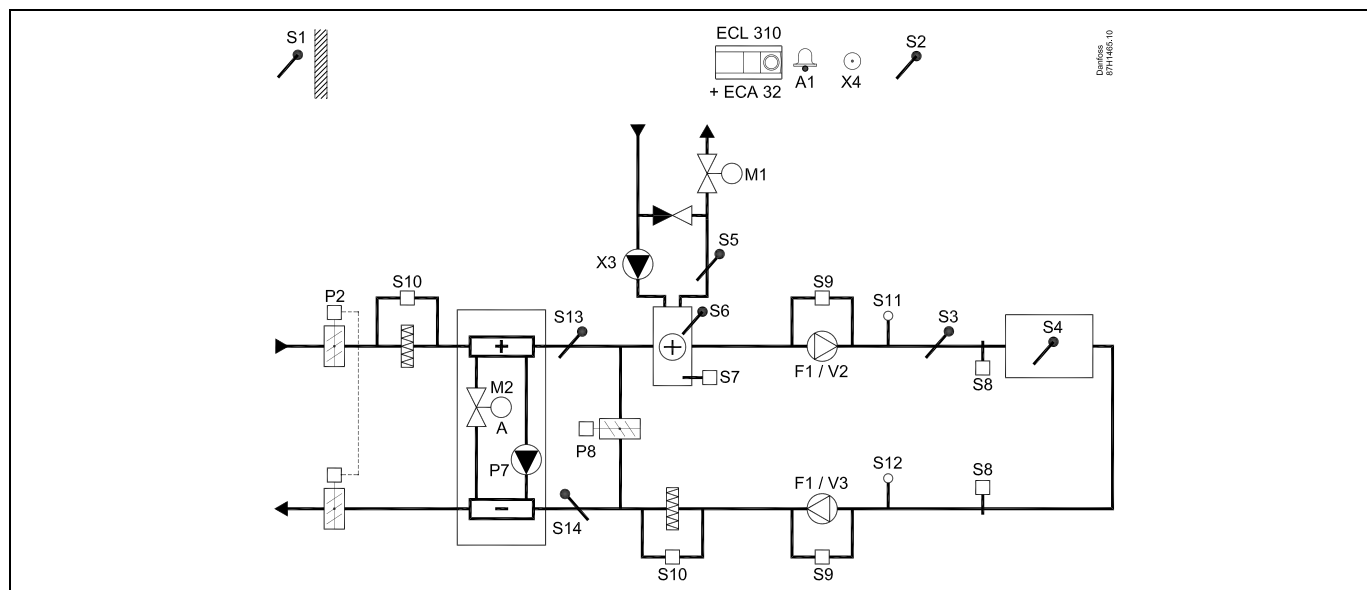 S1
ECL 310
+ ECA 32
A1
X4
S2
Danfoss
87H1465.10
M1
S5
X3
P2
S10
S13
S6
S9
S11
S3
S4
+
+
F1 / V2
S7
S8
M2
A
P8
P7
-
S14
S10
F1 / V3
S9
S12
S8